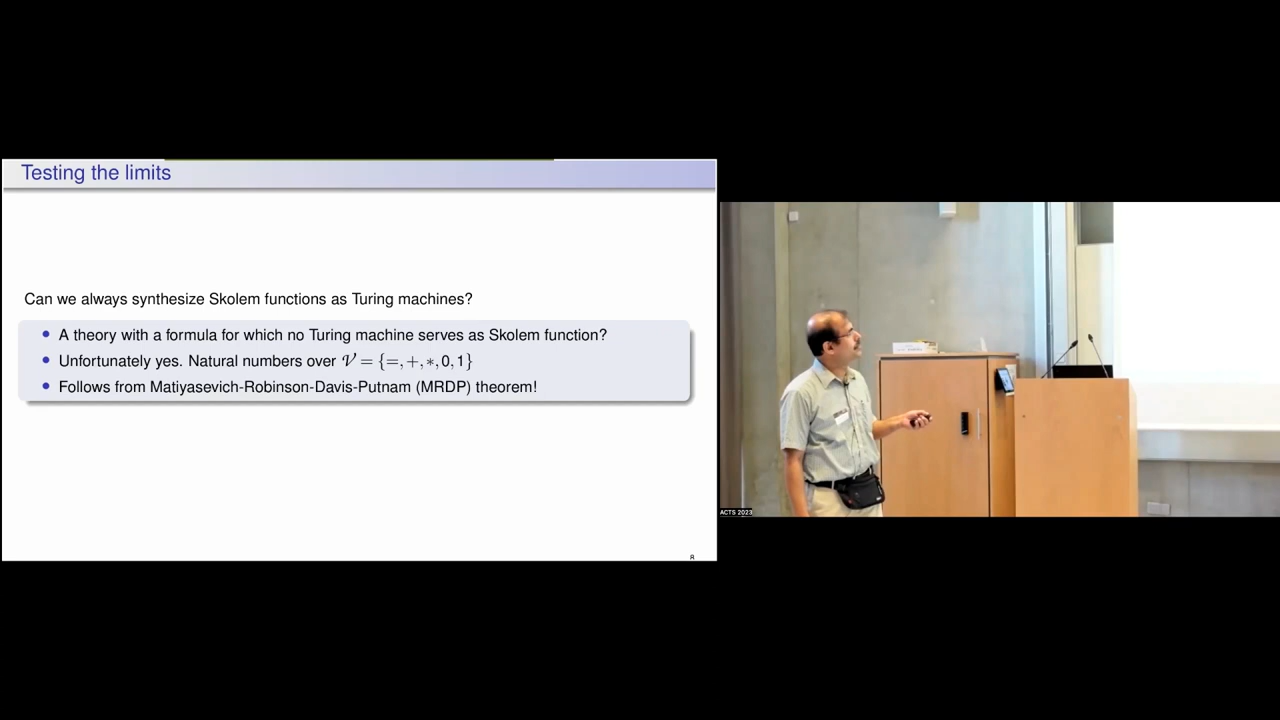 Testing the limits
Can we always synthesize Skolem functions as Turing machines?
• A theory with a formula for which no Turing machine serves as Skolem function?
• Unfortunately yes. Natural numbers over 𝒱 = {=, +, *, 0, 1}
• Follows from Matiyasevich-Robinson-Davis-Putnam (MRDP) theorem!
8
ACTS 2023